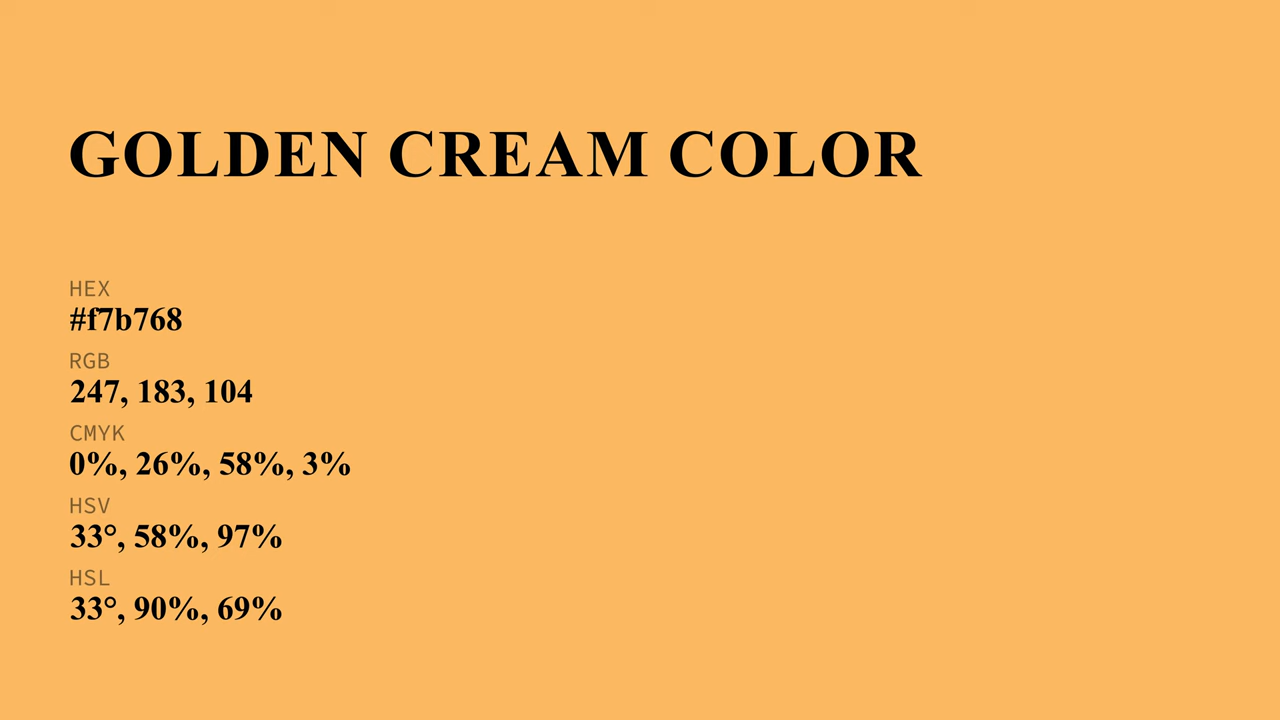 GOLDEN CREAM COLOR
HEX
#f7b768
RGB
247, 183, 104
CMYK
0%, 26%, 58%, 3%
HSV
33°, 58%, 97%
HSL
33°, 90%, 69%